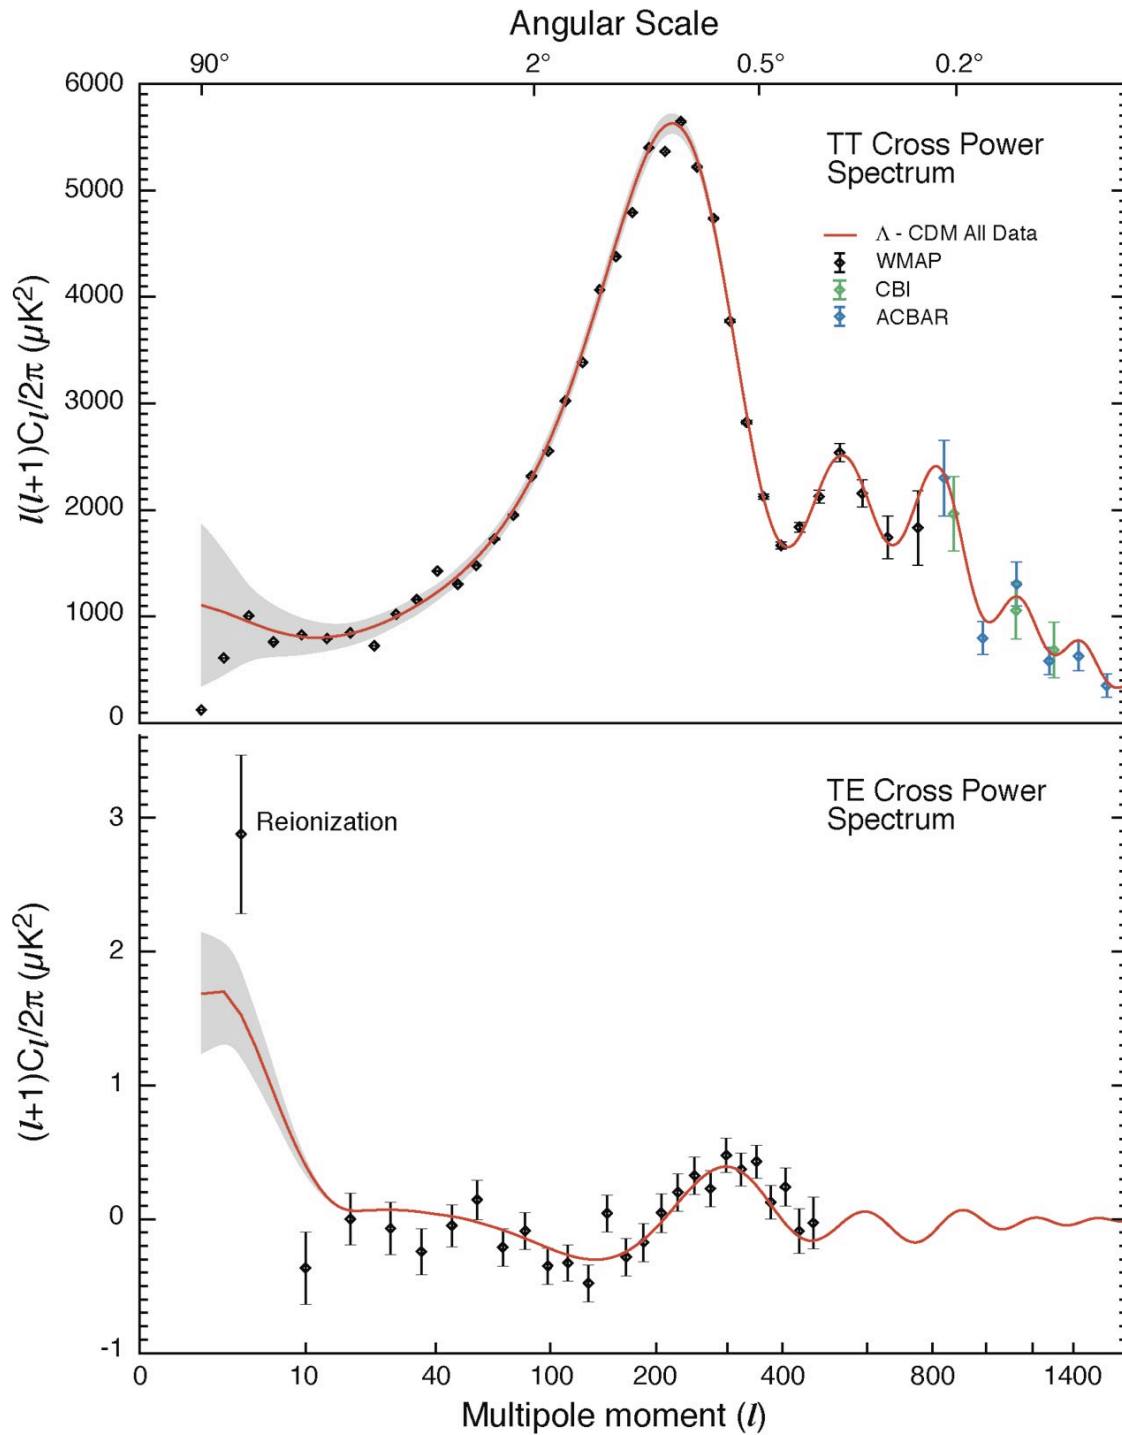 Angular Scale
90° 2° 0.5° 0.2°
6000
5000
4000
3000
2000
1000
0
l(l+1)Cl/2π (μK²)
TT Cross Power
Spectrum
Λ - CDM All Data
WMAP
CBI
ACBAR
3
2
1
0
-1
(l+1)Cl/2π (μK²)
Reionization
TE Cross Power
Spectrum
0 10 40 100 200 400 800 1400
Multipole moment (l)